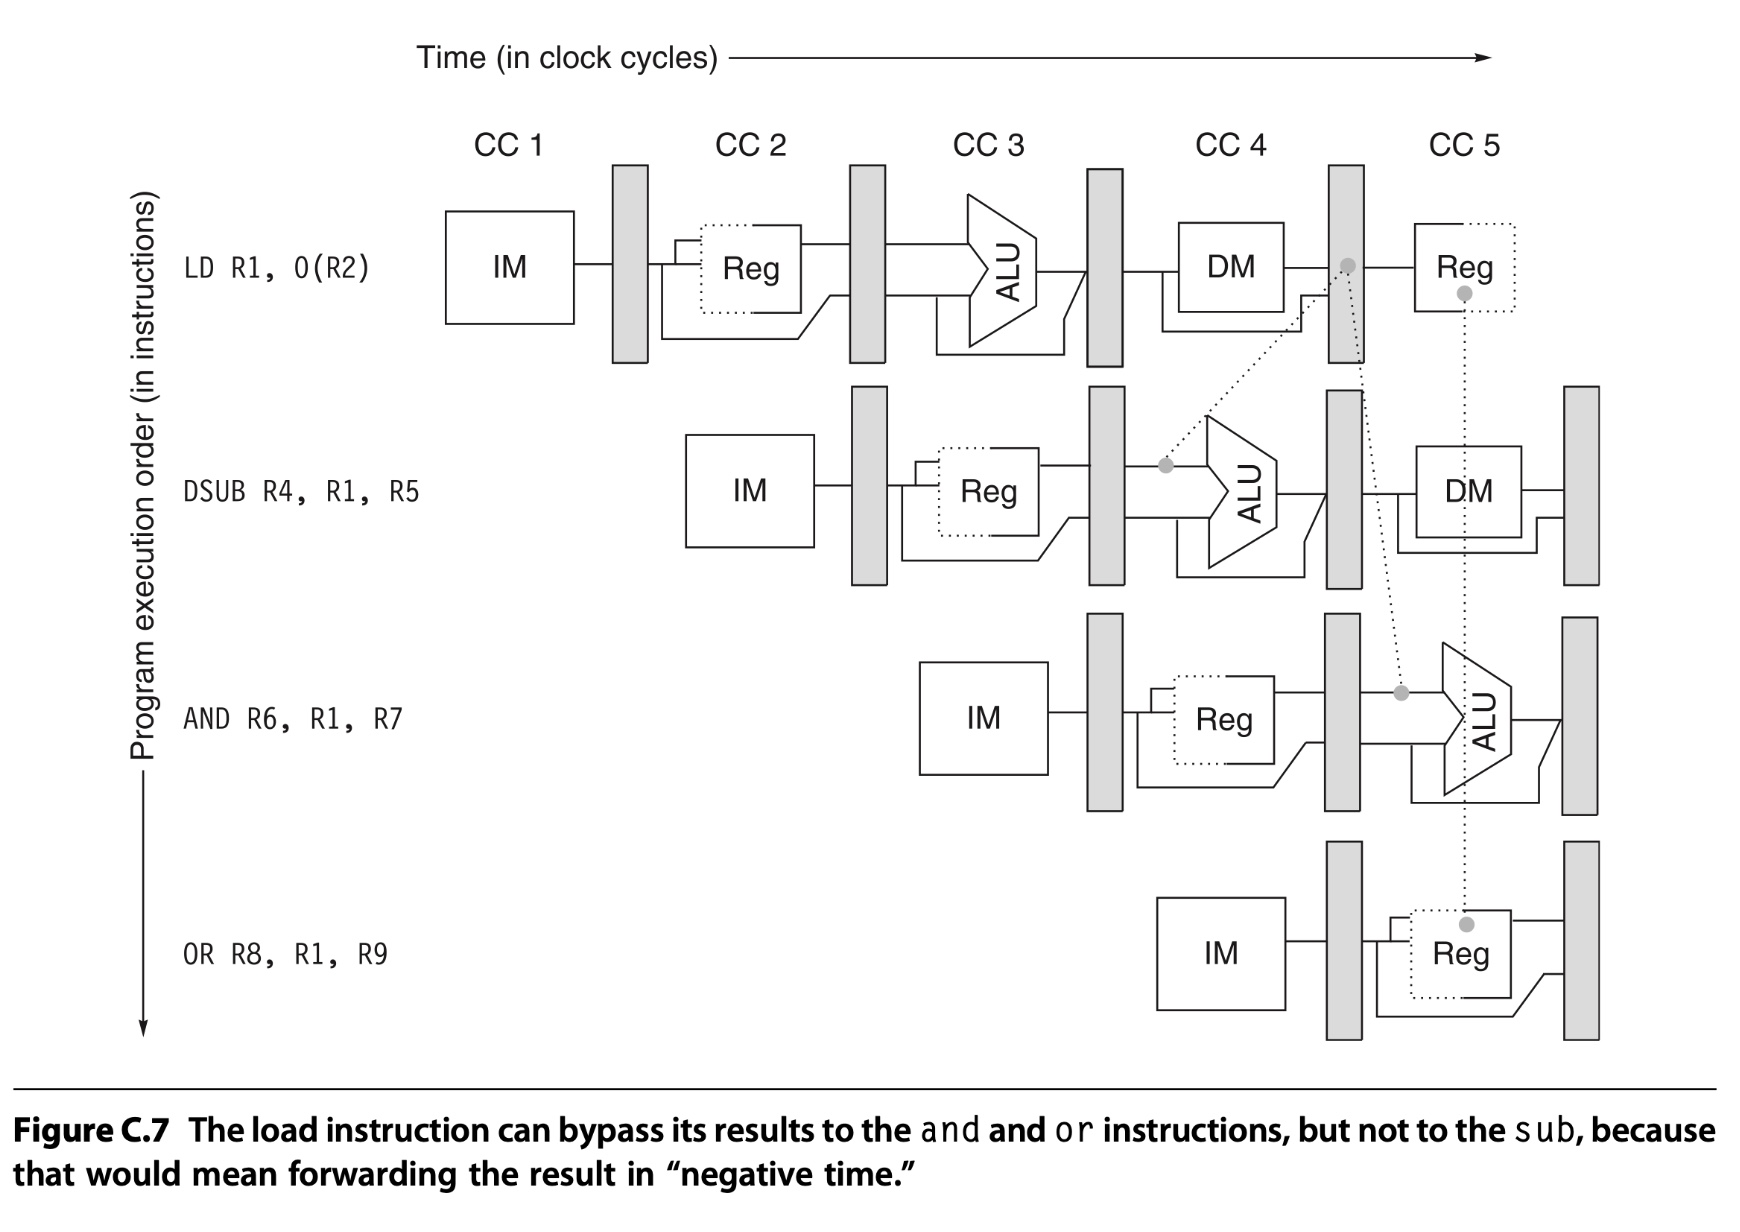 Time (in clock cycles)
CC 1 CC 2 CC 3 CC 4 CC 5
Program execution order (in instructions)
LD R1, 0(R2) IM Reg ALU DM Reg
DSUB R4, R1, R5 IM Reg ALU DM
AND R6, R1, R7 IM Reg ALU
OR R8, R1, R9 IM Reg
Figure C.7 The load instruction can bypass its results to the and and or instructions, but not to the sub, because
that would mean forwarding the result in “negative time.”